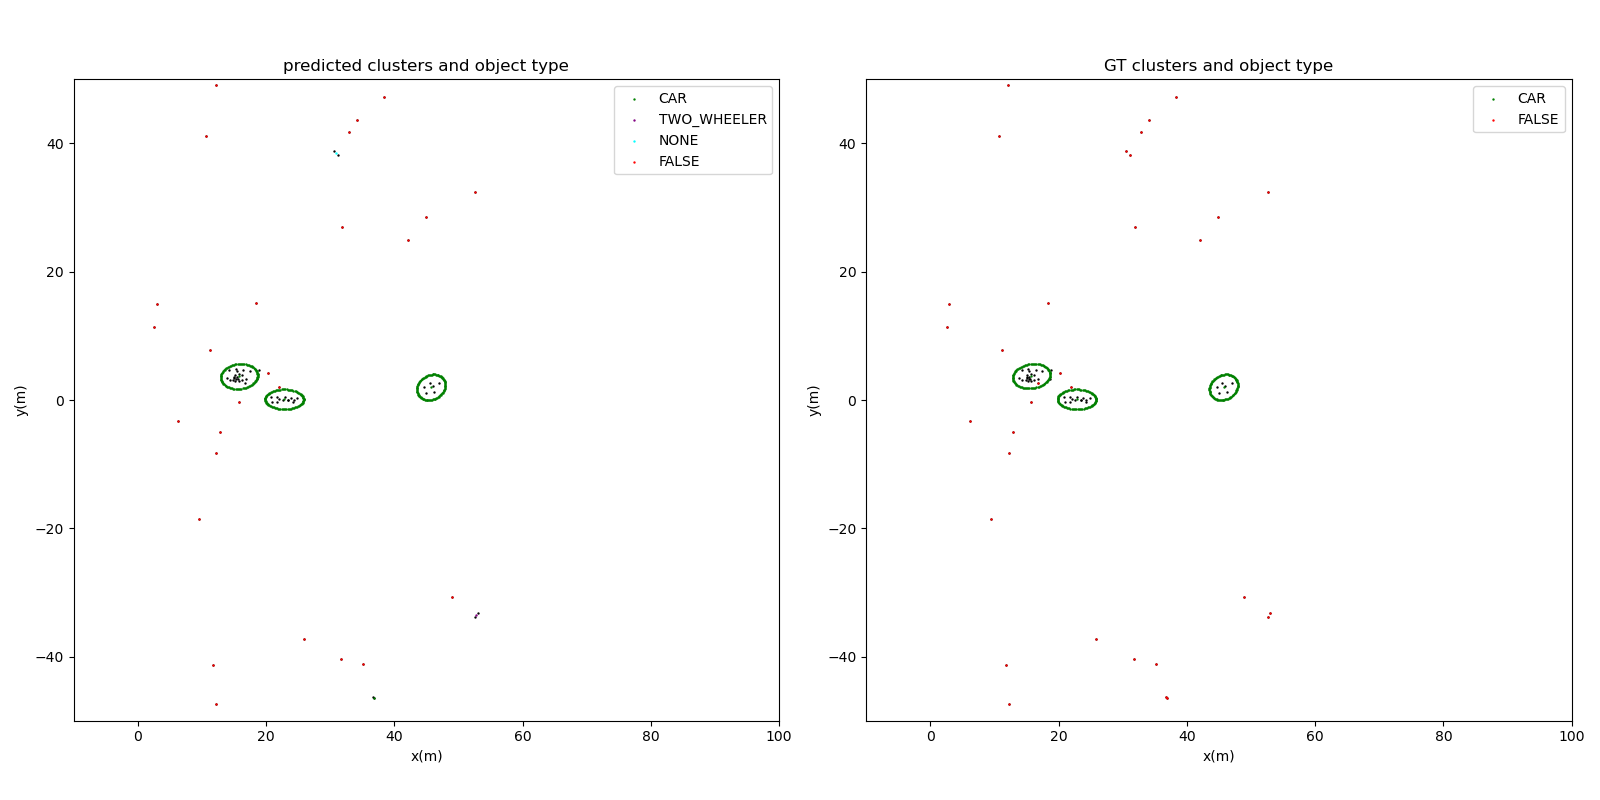 predicted clusters and object type
CAR
TWO_WHEELER
NONE
FALSE
40
20
0
−20
−40
y(m)
0
20
40
60
80
100
x(m)
GT clusters and object type
CAR
FALSE
40
20
0
−20
−40
y(m)
0
20
40
60
80
100
x(m)